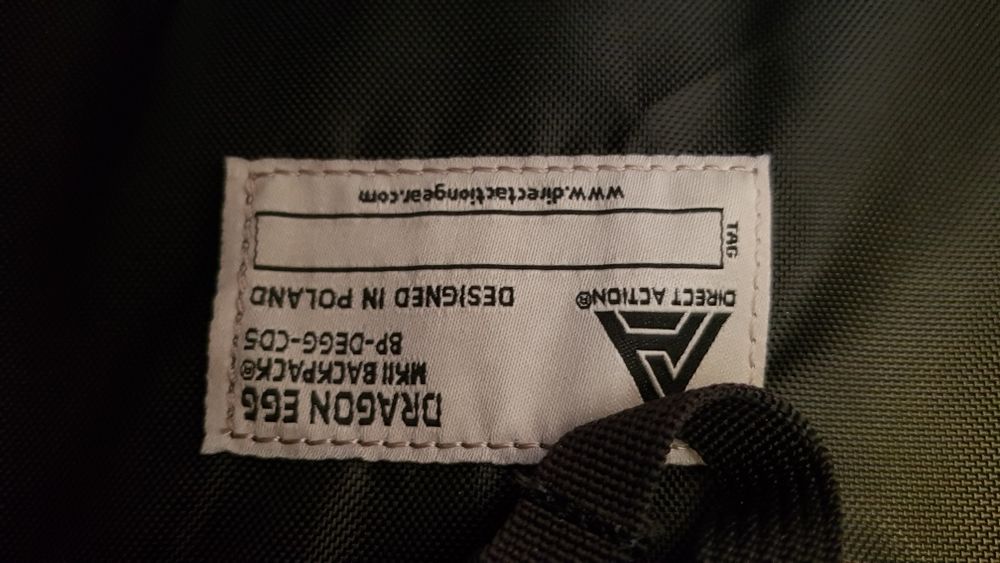 DRAGON EGG
MKII BACKPACK®
BP-DEGG-CD5
DIRECT ACTION®
DESIGNED IN POLAND
TAG
www.directactiongear.com